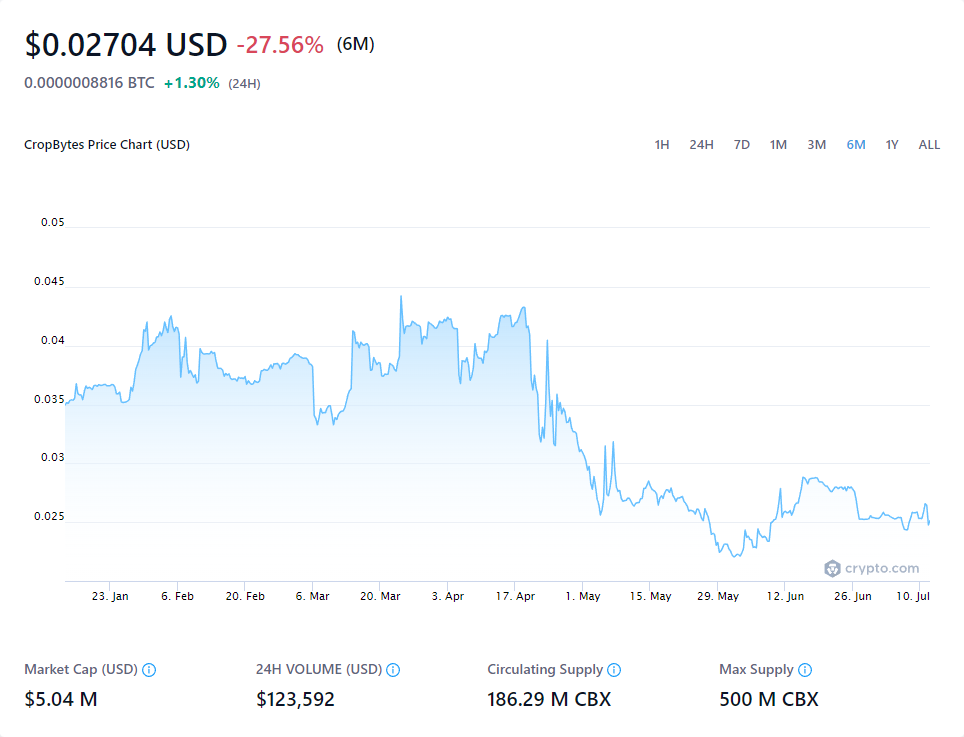 $0.02704 USD -27.56% (6M)
0.0000008816 BTC +1.30% (24H)
CropBytes Price Chart (USD) 1H 24H 7D 1M 3M 6M 1Y ALL
0.05
0.045
0.04
0.035
0.03
0.025
crypto.com
23. Jan 6. Feb 20. Feb 6. Mar 20. Mar 3. Apr 17. Apr 1. May 15. May 29. May 12. Jun 26. Jun 10. Jul
Market Cap (USD) 24H VOLUME (USD) Circulating Supply Max Supply
$5.04 M $123,592 186.29 M CBX 500 M CBX